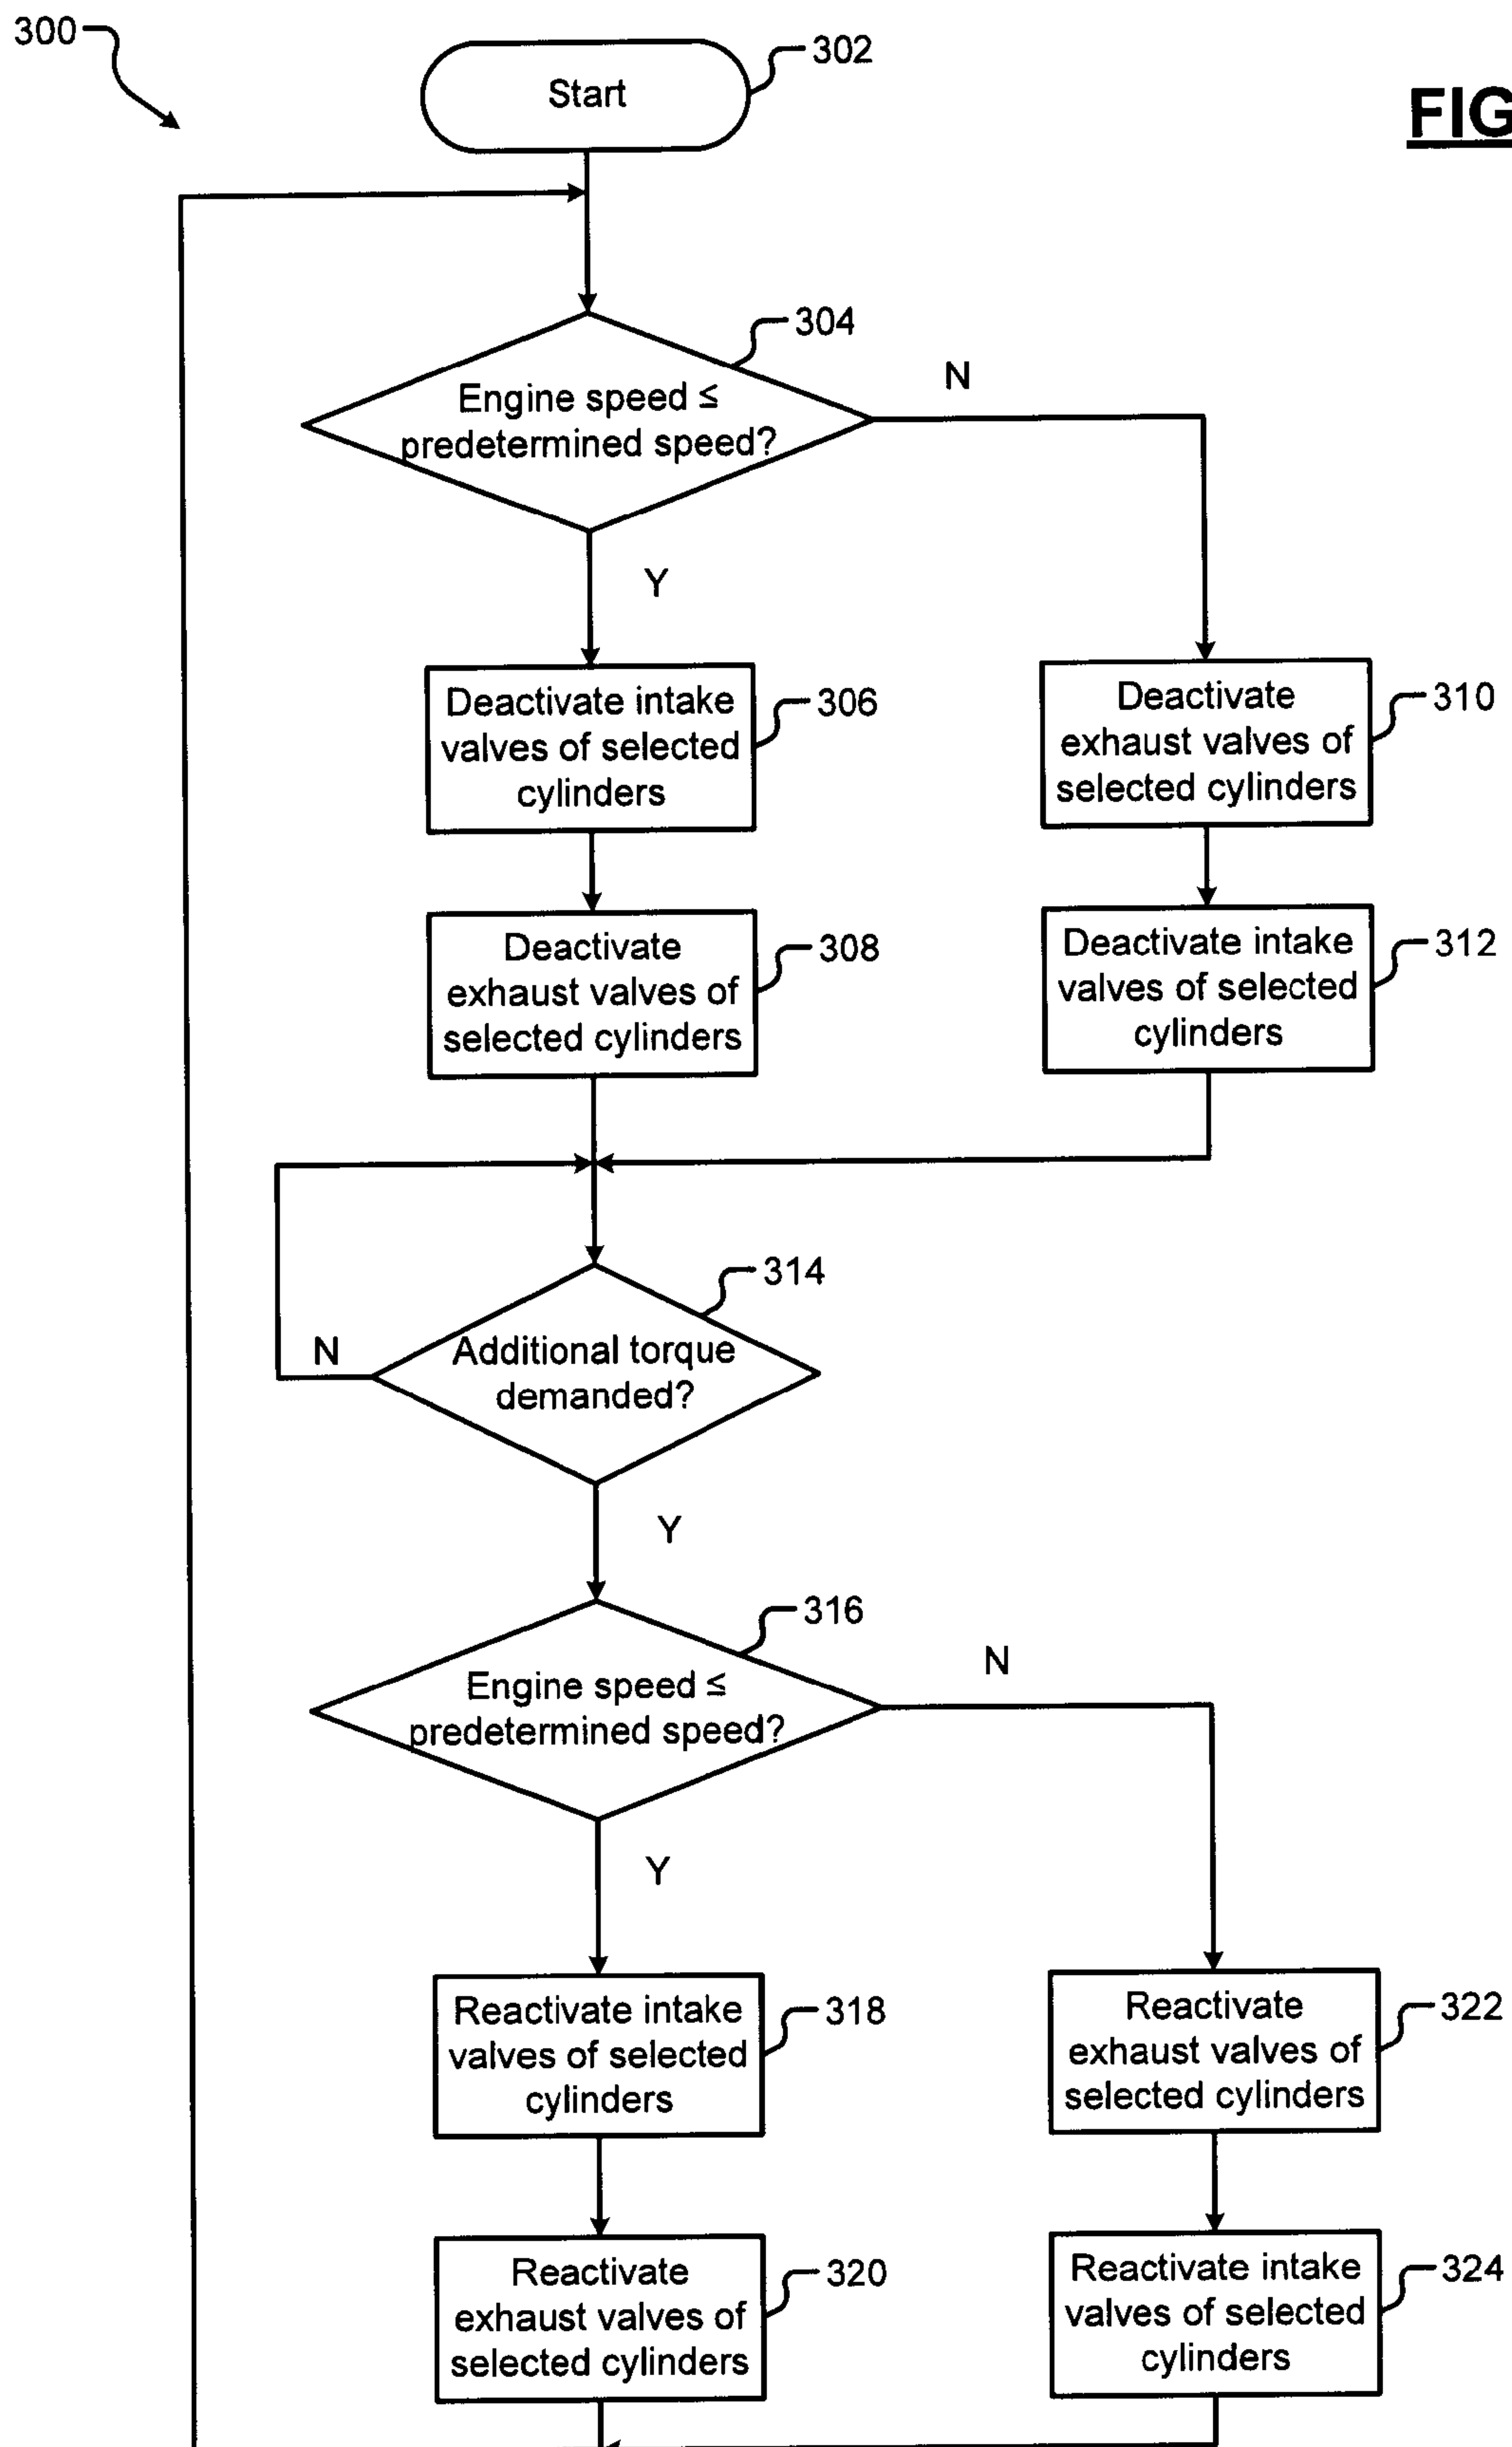 300
302
Start
FIG
304
Engine speed ≤
predetermined speed?
N
Y
Deactivate intake
valves of selected
cylinders
306
Deactivate
exhaust valves of
selected cylinders
310
Deactivate
exhaust valves of
selected cylinders
308
Deactivate intake
valves of selected
cylinders
312
314
Additional torque
demanded?
N
Y
316
Engine speed ≤
predetermined speed?
N
Y
Reactivate intake
valves of selected
cylinders
318
Reactivate
exhaust valves of
selected cylinders
322
Reactivate
exhaust valves of
selected cylinders
320
Reactivate intake
valves of selected
cylinders
324